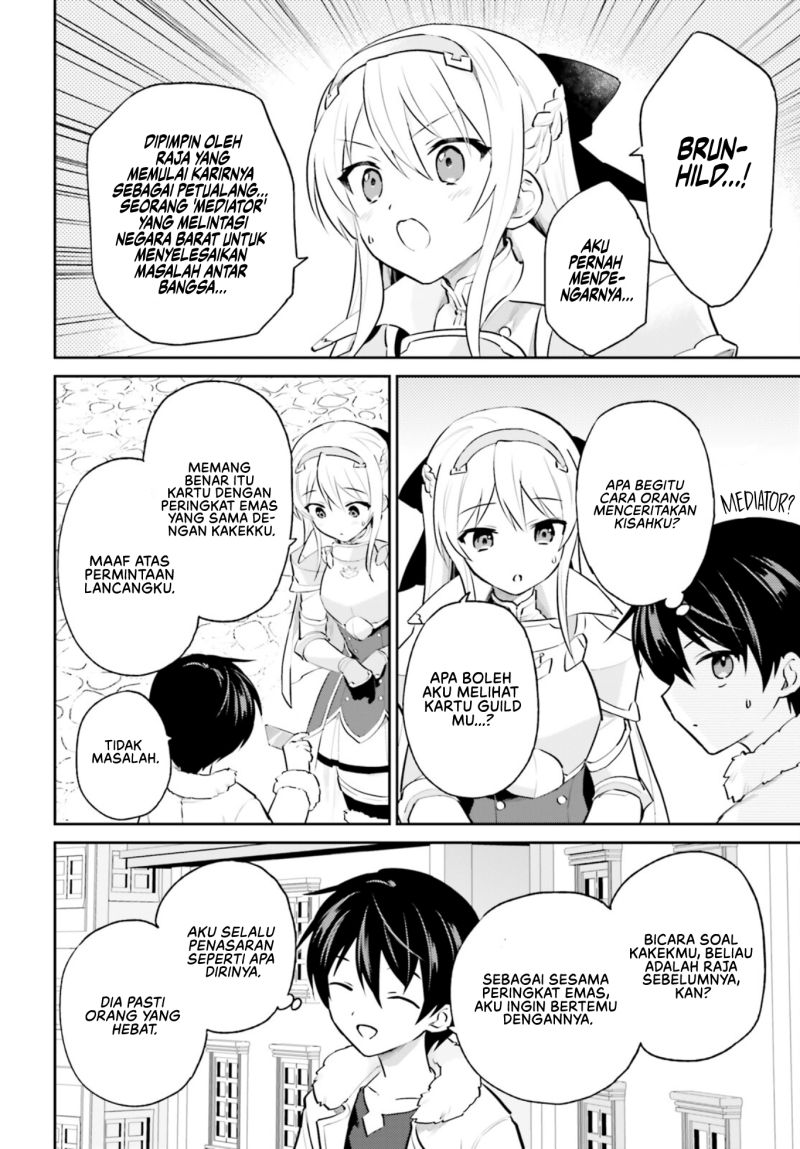 BRUN-
HILD...!
AKU
PERNAH
MENDE-
NGARNYA...
DIPIMPIN OLEH
RAJA YANG
MEMULAI KARIRNYA
SEBAGAI PETUALANG...
SEORANG 'MEDIATOR'
YANG MELINTASI
NEGARA BARAT UNTUK
MENYELESAIKAN
MASALAH ANTAR
BANGSA...
MEDIATOR?
APA BEGITU
CARA ORANG
MENCERITAKAN
KISAHKU?
APA BOLEH
AKU MELIHAT
KARTU GUILD
MU...?
MEMANG
BENAR ITU
KARTU DENGAN
PERINGKAT EMAS
YANG SAMA DE-
NGAN KAKEKKU.
MAAF ATAS
PERMINTAAN
LANCANGKU.
TIDAK
MASALAH.
BICARA SOAL
KAKEKMU, BELIAU
ADALAH RAJA
SEBELUMNYA,
KAN?
SEBAGAI SESAMA
PERINGKAT EMAS,
AKU INGIN BERTEMU
DENGANNYA.
AKU SELALU
PENASARAN
SEPERTI APA
DIRINYA.
DIA PASTI
ORANG YANG
HEBAT.